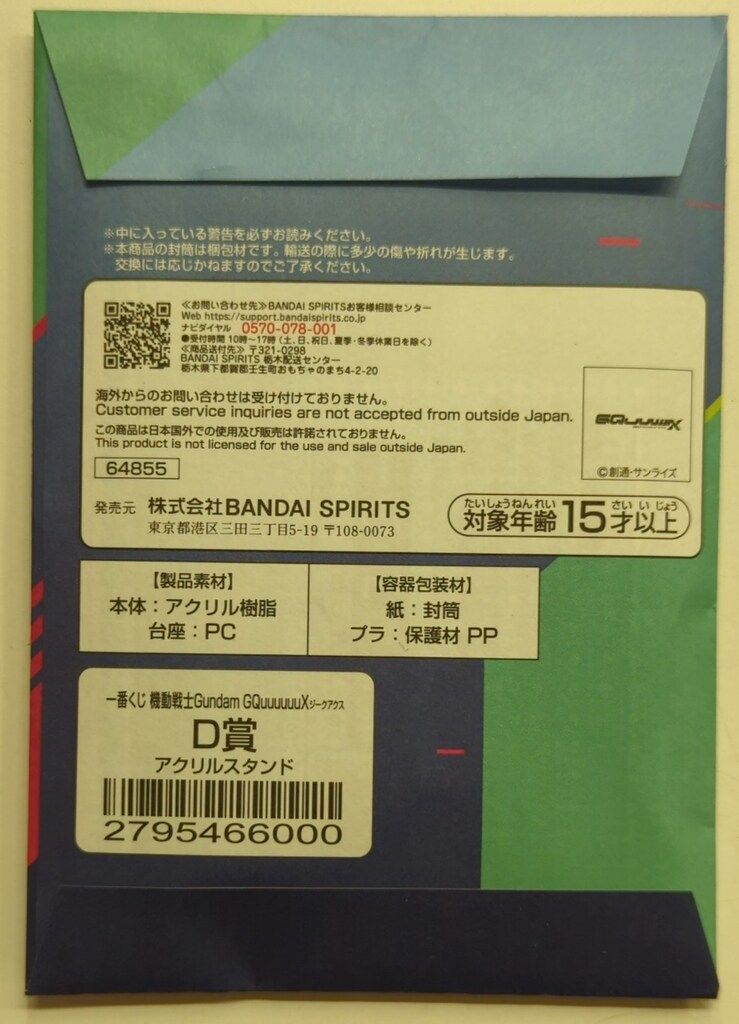 ※中に入っている警告を必ずお読みください。
※本商品の封筒は梱包材です。輸送の際に多少の傷や折れが生じます。
交換には応じかねますのでご了承ください。
≪お問い合わせ先≫BANDAI SPIRITSお客様相談センター
Web https://support.bandaispirits.co.jp
ナビダイヤル 0570-078-001
●受付時間 10時～17時（土、日、祝日、夏季・冬季休業日を除く）
≪商品送付先≫ 〒321-0298
BANDAI SPIRITS 栃木配送センター
栃木県下都賀郡壬生町おもちゃのまち4-2-20
海外からのお問い合わせは受け付けておりません。
Customer service inquiries are not accepted from outside Japan.
この商品は日本国外での使用及び販売は許諾されておりません。
This product is not licensed for the use and sale outside Japan.
64855
GQuuuuuuX
©創通・サンライズ
発売元 株式会社BANDAI SPIRITS
東京都港区三田三丁目5-19 〒108-0073
たいしょうねんれい さい いじょう
対象年齢 15才以上
【製品素材】
本体：アクリル樹脂
台座：PC
【容器包装材】
紙：封筒
プラ：保護材 PP
一番くじ 機動戦士Gundam GQuuuuuuXジークアクス
D賞
アクリルスタンド
2795466000